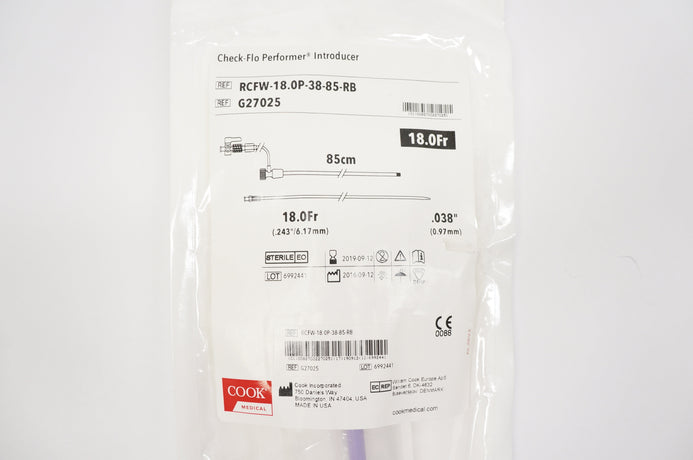 Check-Flo Performer® Introducer
REF RCFW-18.0P-38-85-RB
REF G27025
18.0Fr
85cm
18.0Fr .038"
(.243"/6.17mm) (0.97mm)
STERILE EO 2019-09-12
LOT 6992441 2016-09-12
REF RCFW-18.0P-38-85-RB
REF G27025 LOT 6992441
CE
0088
COOK
MEDICAL
Cook Incorporated
750 Daniels Way
Bloomington, IN 47404, USA
MADE IN USA
EC REP William Cook Europe ApS
Sandet 6, DK-4632
Bjaeverskov, DENMARK
cookmedical.com